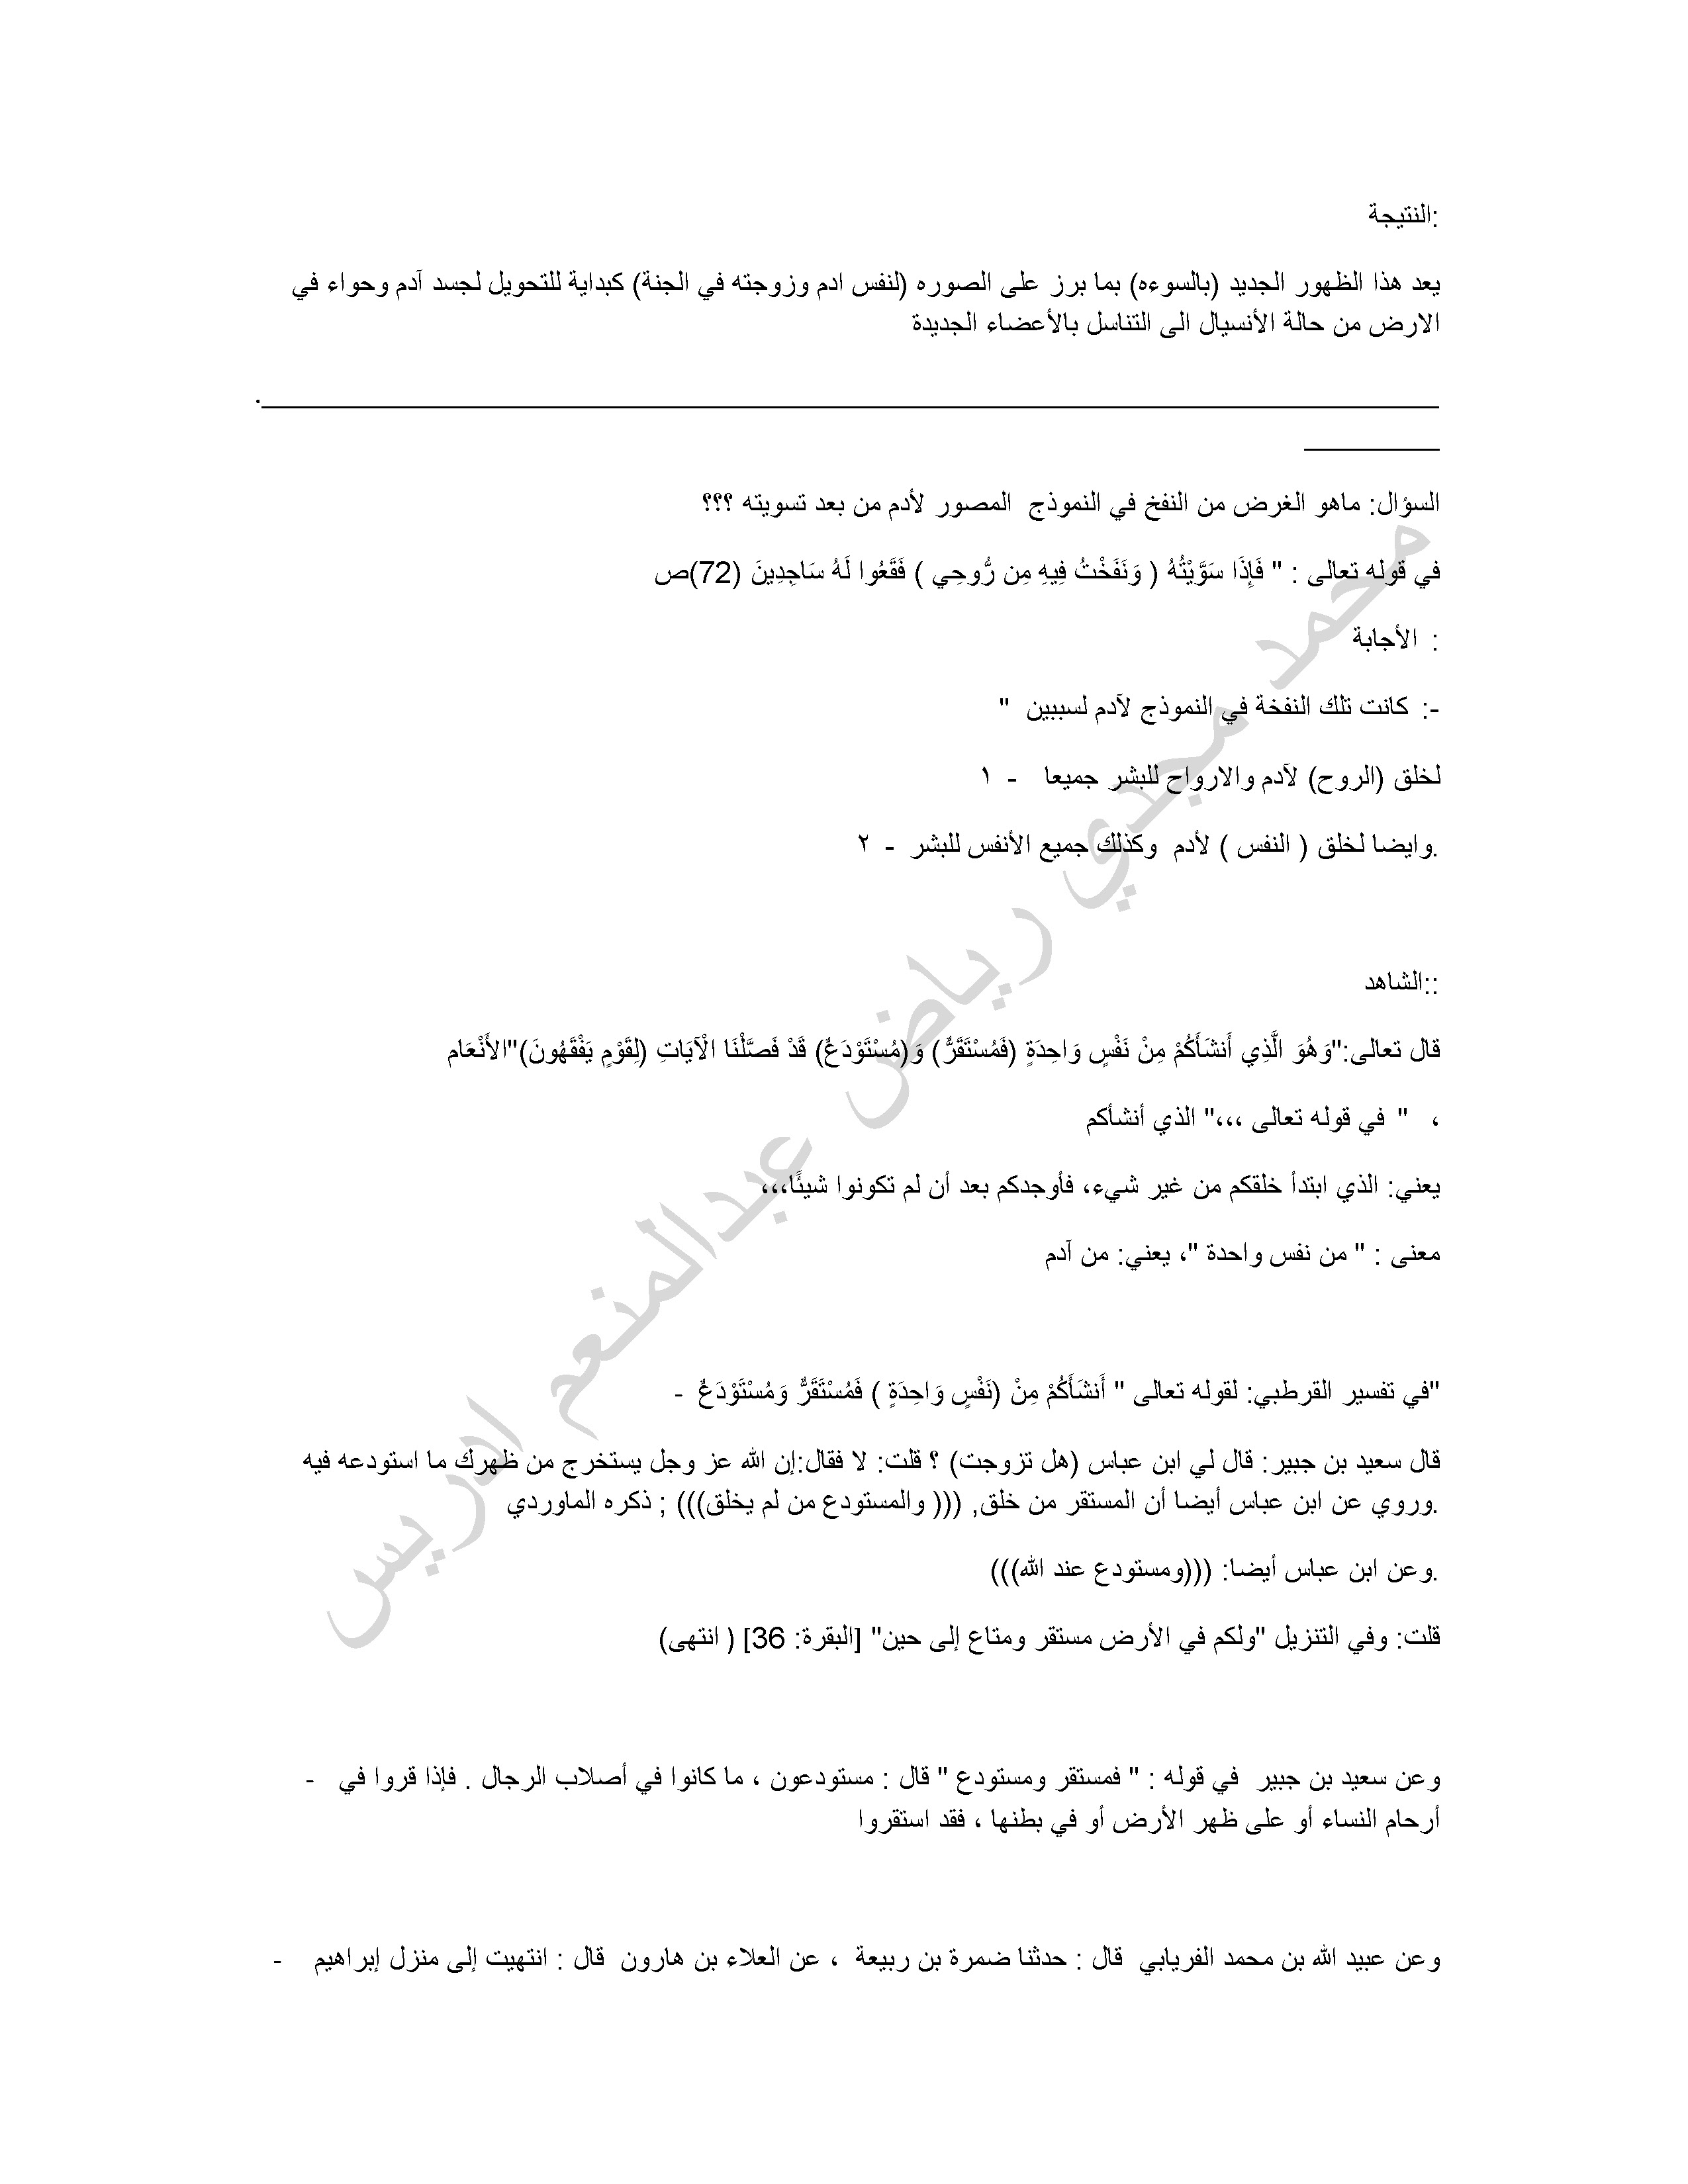 النتيجة:
يعد هذا الظهور الجديد (بالسوءه) بما برز على الصوره (لنفس ادم وزوجته في الجنة) كبداية للتحويل لجسد آدم وحواء في
الارض من حالة الأنسيال الى التناسل بالأعضاء الجديدة
السؤال: ماهو الغرض من النفخ في النموذج المصور لأدم من بعد تسويته ؟؟؟
في قوله تعالى : " فَإِذَا سَوَّيْتُهُ ( وَنَفَخْتُ فِيهِ مِن رُّوحِي ) فَقَعُوا لَهُ سَاجِدِينَ (72)ص
: الأجابة
-: كانت تلك النفخة في النموذج لآدم لسببين "
لخلق (الروح) لآدم والارواح للبشر جميعا - ١
.وايضا لخلق ( النفس ) لأدم وكذلك جميع الأنفس للبشر - ٢
::الشاهد
قال تعالى:"وَهُوَ الَّذِي أَنشَأَكُمْ مِنْ نَفْسٍ وَاحِدَةٍ (فَمُسْتَقَرٌّ) وَ(مُسْتَوْدَعٌ) قَدْ فَصَّلْنَا الْآيَاتِ (لِقَوْمٍ يَفْقَهُونَ)"الأَنْعَام
، " في قوله تعالى ،،،" الذي أنشأكم
يعني: الذي ابتدأ خلقكم من غير شيء، فأوجدكم بعد أن لم تكونوا شيئًا،،،
معنى : " من نفس واحدة "، يعني: من آدم
"في تفسير القرطبي: لقوله تعالى " أَنشَأَكُمْ مِنْ (نَفْسٍ وَاحِدَةٍ ) فَمُسْتَقَرٌّ وَمُسْتَوْدَعٌ -
قال سعيد بن جبير: قال لي ابن عباس (هل تزوجت) ؟ قلت: لا فقال:إن الله عز وجل يستخرج من ظهرك ما استودعه فيه
.وروي عن ابن عباس أيضا أن المستقر من خلق, ((( والمستودع من لم يخلق))) ; ذكره الماوردي
.وعن ابن عباس أيضا: (((ومستودع عند الله)))
قلت: وفي التنزيل "ولكم في الأرض مستقر ومتاع إلى حين" [البقرة: 36] ( انتهى)
وعن سعيد بن جبير في قوله : " فمستقر ومستودع " قال : مستودعون ، ما كانوا في أصلاب الرجال . فإذا قروا في -
أرحام النساء أو على ظهر الأرض أو في بطنها ، فقد استقروا
وعن عبيد الله بن محمد الفريابي قال : حدثنا ضمرة بن ربيعة ، عن العلاء بن هارون قال : انتهيت إلى منزل إبراهيم -
محمد مجدي رياض عبدالمنعم ادريس